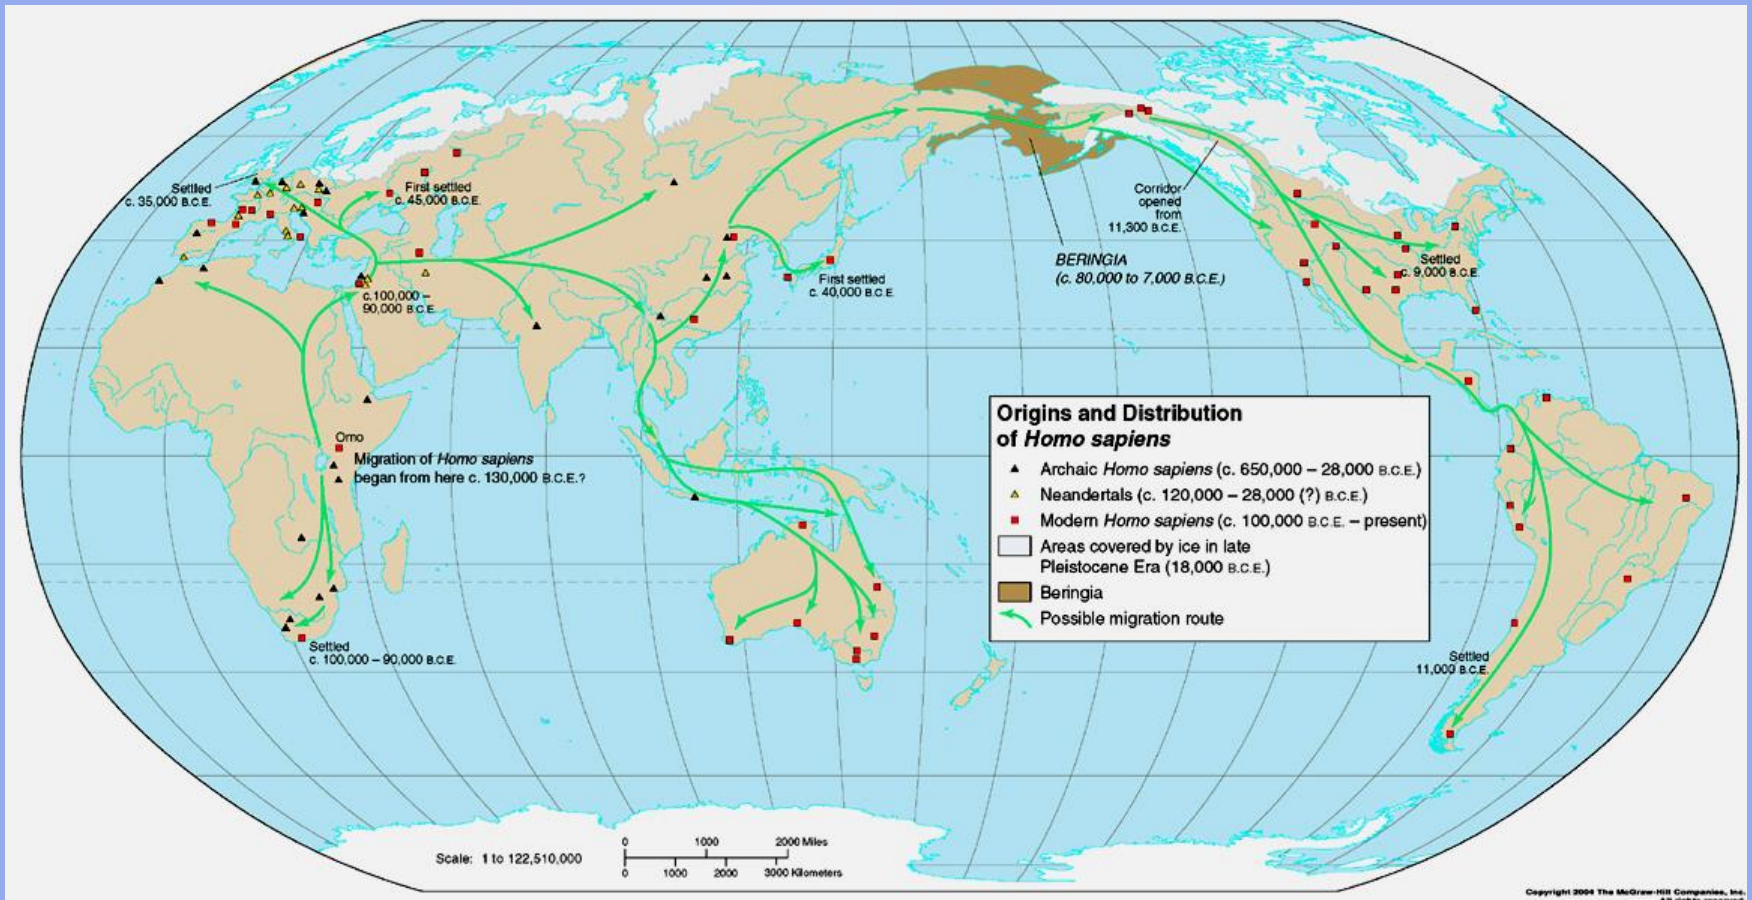 Settled
c. 35,000 B.C.E.
First settled
c. 45,000 B.C.E.
c.100,000 –
90,000 B.C.E.
First settled
c. 40,000 B.C.E.
Corridor
opened
from
11,300 B.C.E.
BERINGIA
(c. 80,000 to 7,000 B.C.E.)
Settled
c. 9,000 B.C.E.
Omo
Migration of Homo sapiens
began from here c. 130,000 B.C.E.?
Settled
c. 100,000 – 90,000 B.C.E.
Settled
11,000 B.C.E.
Origins and Distribution
of Homo sapiens
Archaic Homo sapiens (c. 650,000 – 28,000 B.C.E.)
Neandertals (c. 120,000 – 28,000 (?) B.C.E.)
Modern Homo sapiens (c. 100,000 B.C.E. – present)
Areas covered by ice in late
Pleistocene Era (18,000 B.C.E.)
Beringia
Possible migration route
Scale: 1 to 122,510,000
0 1000 2000 Miles
0 1000 2000 3000 Kilometers
Copyright 2004 The McGraw-Hill Companies, Inc.
All rights reserved.